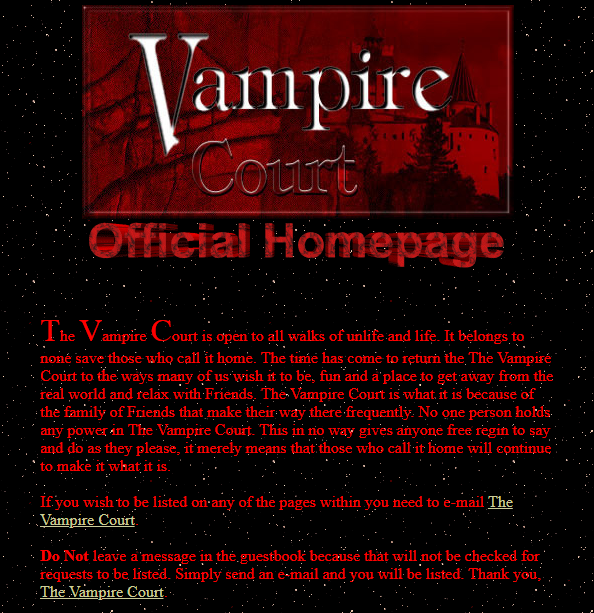 Vampire
Court
Official Homepage
The Vampire Court is open to all walks of unlife and life. It belongs to
none save those who call it home. The time has come to return the The Vampire
Court to the ways many of us wish it to be, fun and a place to get away from the
real world and relax with Friends. The Vampire Court is what it is because of
the family of Friends that make their way there frequently. No one person holds
any power in The Vampire Court. This in no way gives anyone free regin to say
and do as they please, it merely means that those who call it home will continue
to make it what it is.
If you wish to be listed on any of the pages within you need to e-mail The
Vampire Court.
Do Not leave a message in the guestbook because that will not be checked for
requests to be listed. Simply send an e-mail and you will be listed. Thank you,
The Vampire Court.